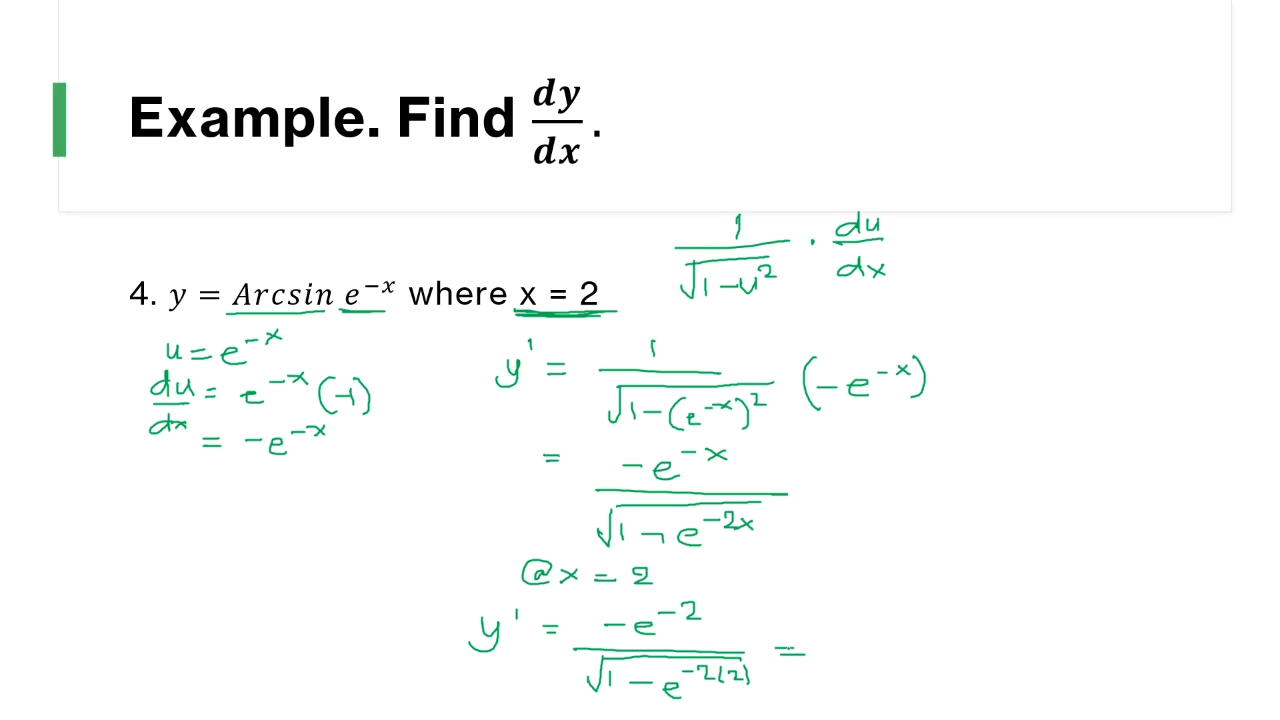 Example. Find dy/dx.
1/√(1-u²) · du/dx
4. y = Arcsin e^(-x) where x = 2
u = e^(-x)
du/dx = e^(-x) (-1)
= -e^(-x)
y' = 1/√(1-(e^(-x))²) (-e^(-x))
= -e^(-x)/√(1-e^(-2x))
@ x = 2
y' = -e^(-2)/√(1-e^(-2(2))) =